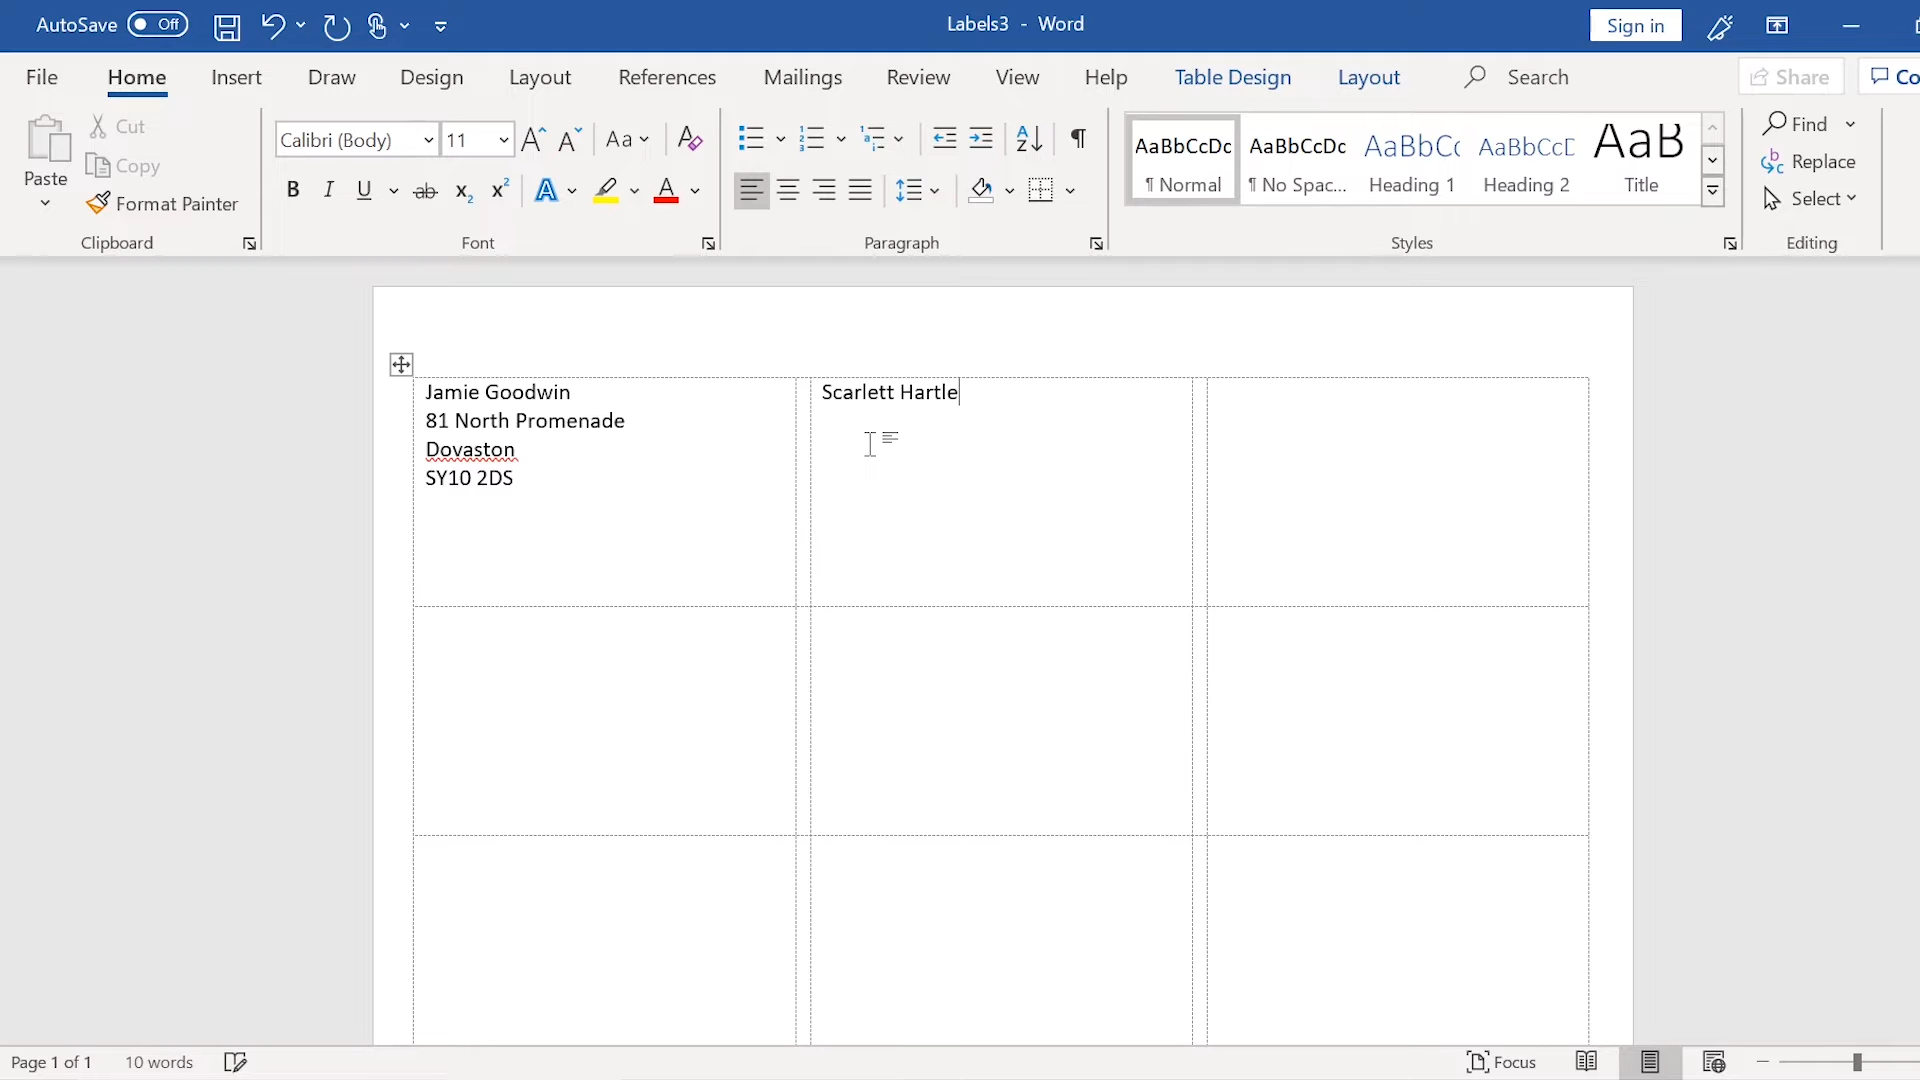 AutoSave Off
Labels3 - Word
Sign in
File Home Insert Draw Design Layout References Mailings Review View Help Table Design Layout Search Share Co
Paste
Cut
Copy
Format Painter
Clipboard
Calibri (Body) 11
Font
Paragraph
AaBbCcDc AaBbCcDc AaBbCc AaBbCcD AaB
¶ Normal ¶ No Spac... Heading 1 Heading 2 Title
Styles
Find
Replace
Select
Editing
Jamie Goodwin
81 North Promenade
Dovaston
SY10 2DS
Scarlett Hartle
Page 1 of 1 10 words
Focus